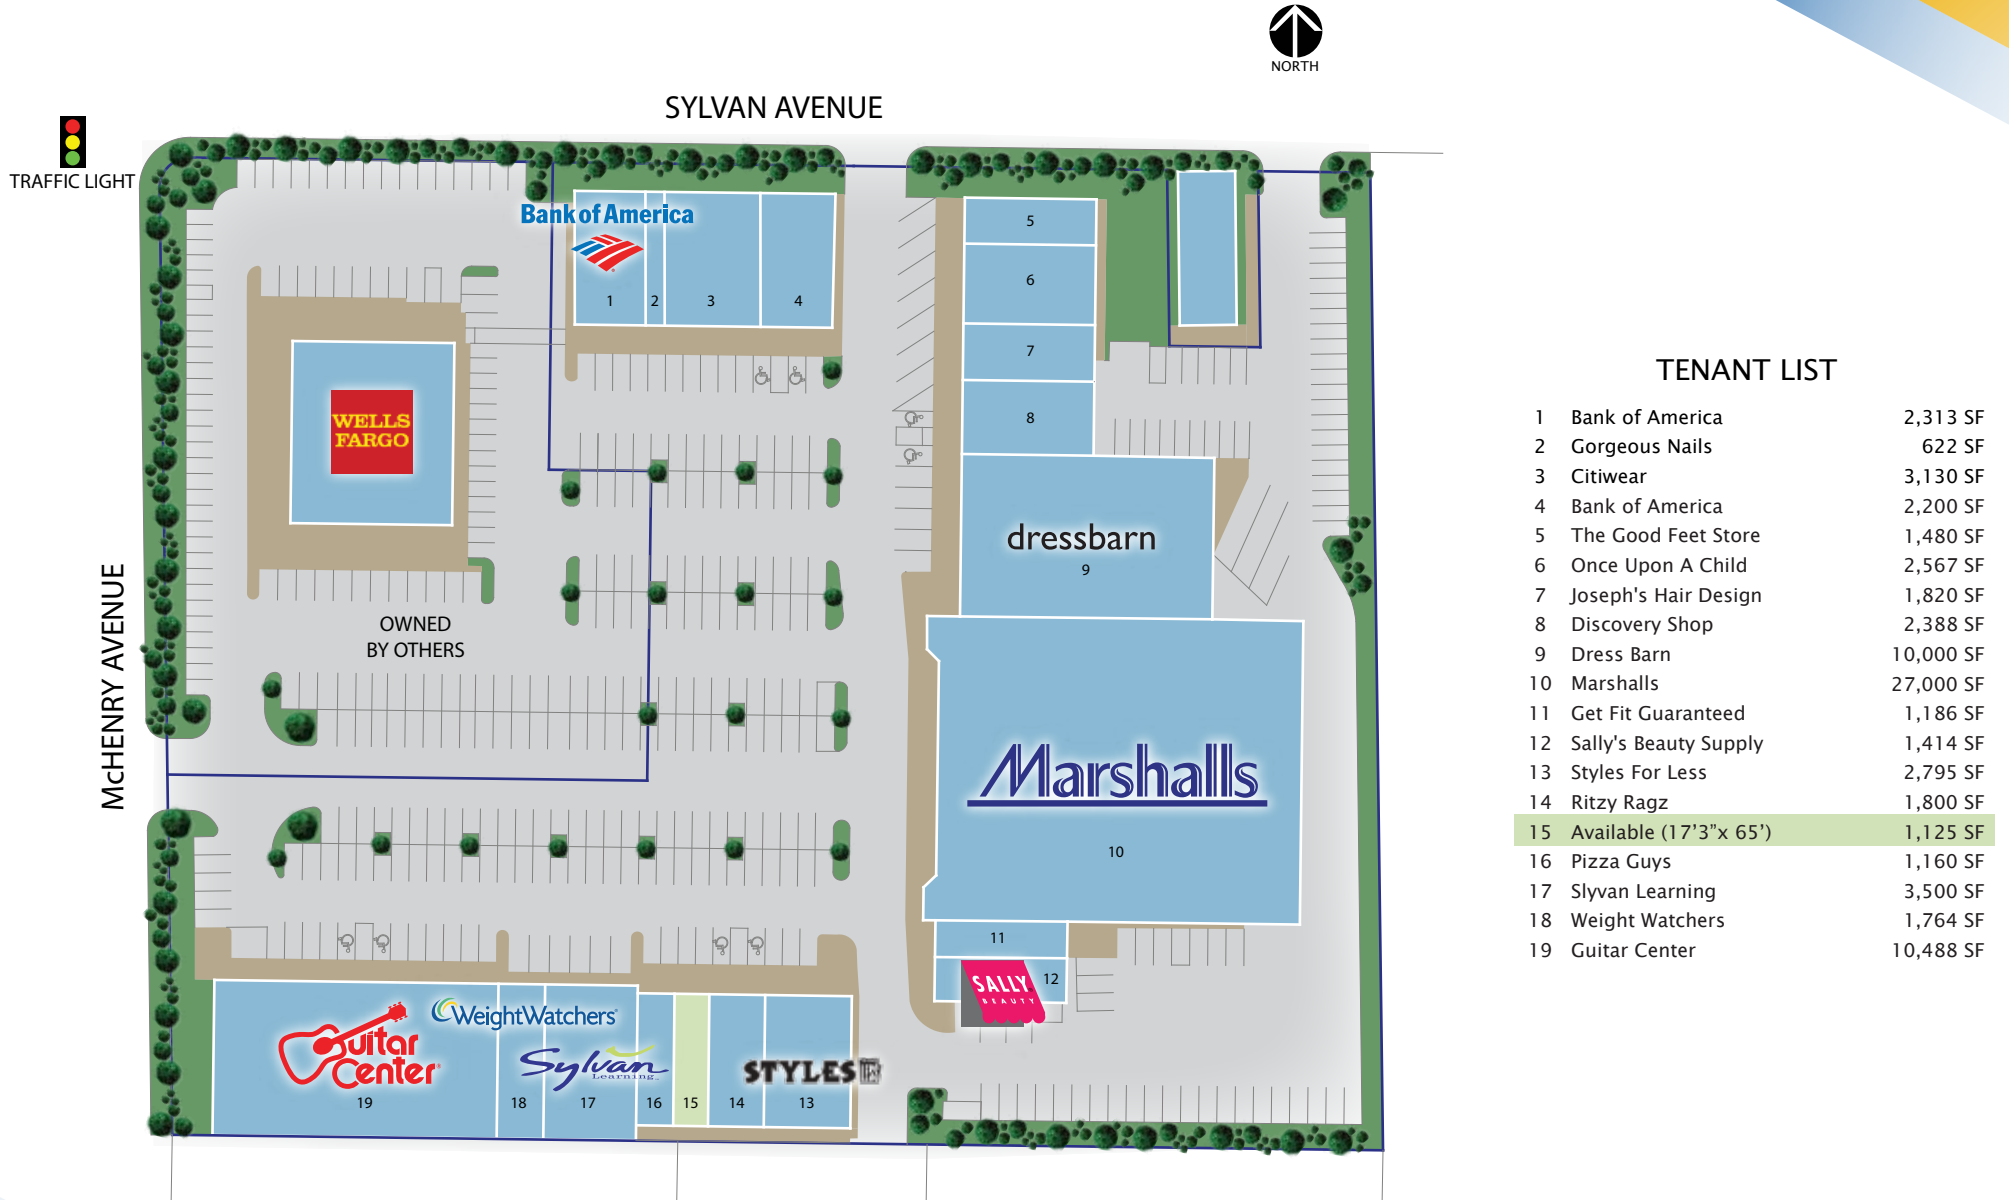 NORTH
SYLVAN AVENUE
TRAFFIC LIGHT
McHENRY AVENUE
Bank of America
1
2
3
4
WELLS
FARGO
OWNED
BY OTHERS
5
6
7
8
dressbarn
9
Marshalls
10
11
12
SALLY
BEAUTY
Guitar
Center
19
WeightWatchers
18
Sylvan
Learning
17
16
15
14
STYLES
13
TENANT LIST
1 Bank of America 2,313 SF
2 Gorgeous Nails 622 SF
3 Citiwear 3,130 SF
4 Bank of America 2,200 SF
5 The Good Feet Store 1,480 SF
6 Once Upon A Child 2,567 SF
7 Joseph's Hair Design 1,820 SF
8 Discovery Shop 2,388 SF
9 Dress Barn 10,000 SF
10 Marshalls 27,000 SF
11 Get Fit Guaranteed 1,186 SF
12 Sally's Beauty Supply 1,414 SF
13 Styles For Less 2,795 SF
14 Ritzy Ragz 1,800 SF
15 Available (17’3”x 65’) 1,125 SF
16 Pizza Guys 1,160 SF
17 Slyvan Learning 3,500 SF
18 Weight Watchers 1,764 SF
19 Guitar Center 10,488 SF